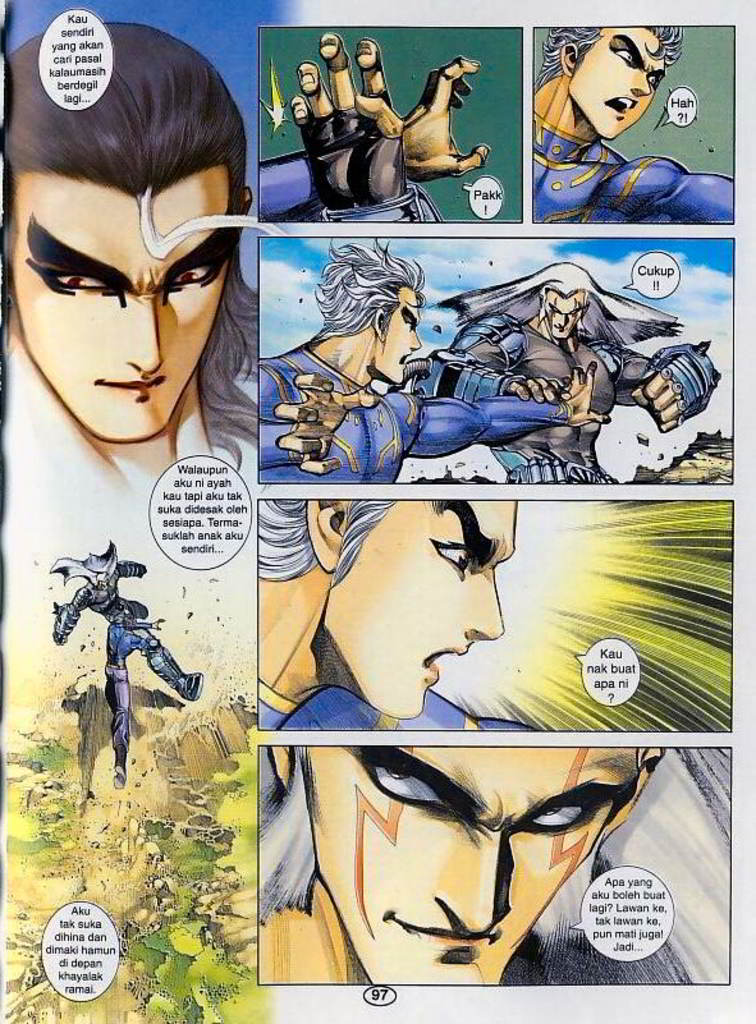 Kau
sendiri
yang akan
cari pasal
kalaumasih
berdegil
lagi...
Pakk
!
Hah
?!
Cukup
!!
Walaupun
aku ni ayah
kau tapi aku tak
suka didesak oleh
sesiapa. Terma-
suklah aku
sendiri...
Kau
nak buat
apa ni
?
Apa yang
aku boleh buat
lagi? Lawan ke,
tak lawan ke,
pun mati juga!
Jadi...
Aku
tak suka
dihina dan
dimaki hamun
di depan
khayalak
ramai.
97